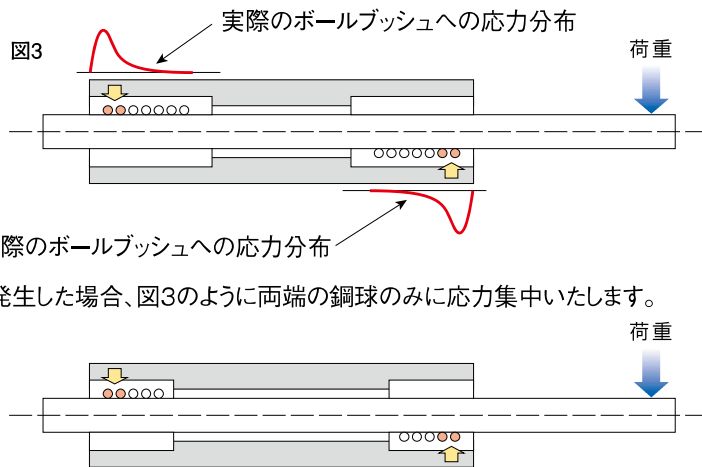 実際のボールブッシュへの応力分布
図3
荷重
際のボールブッシュへの応力分布
発生した場合、図3のように両端の鋼球のみに応力集中いたします。
荷重